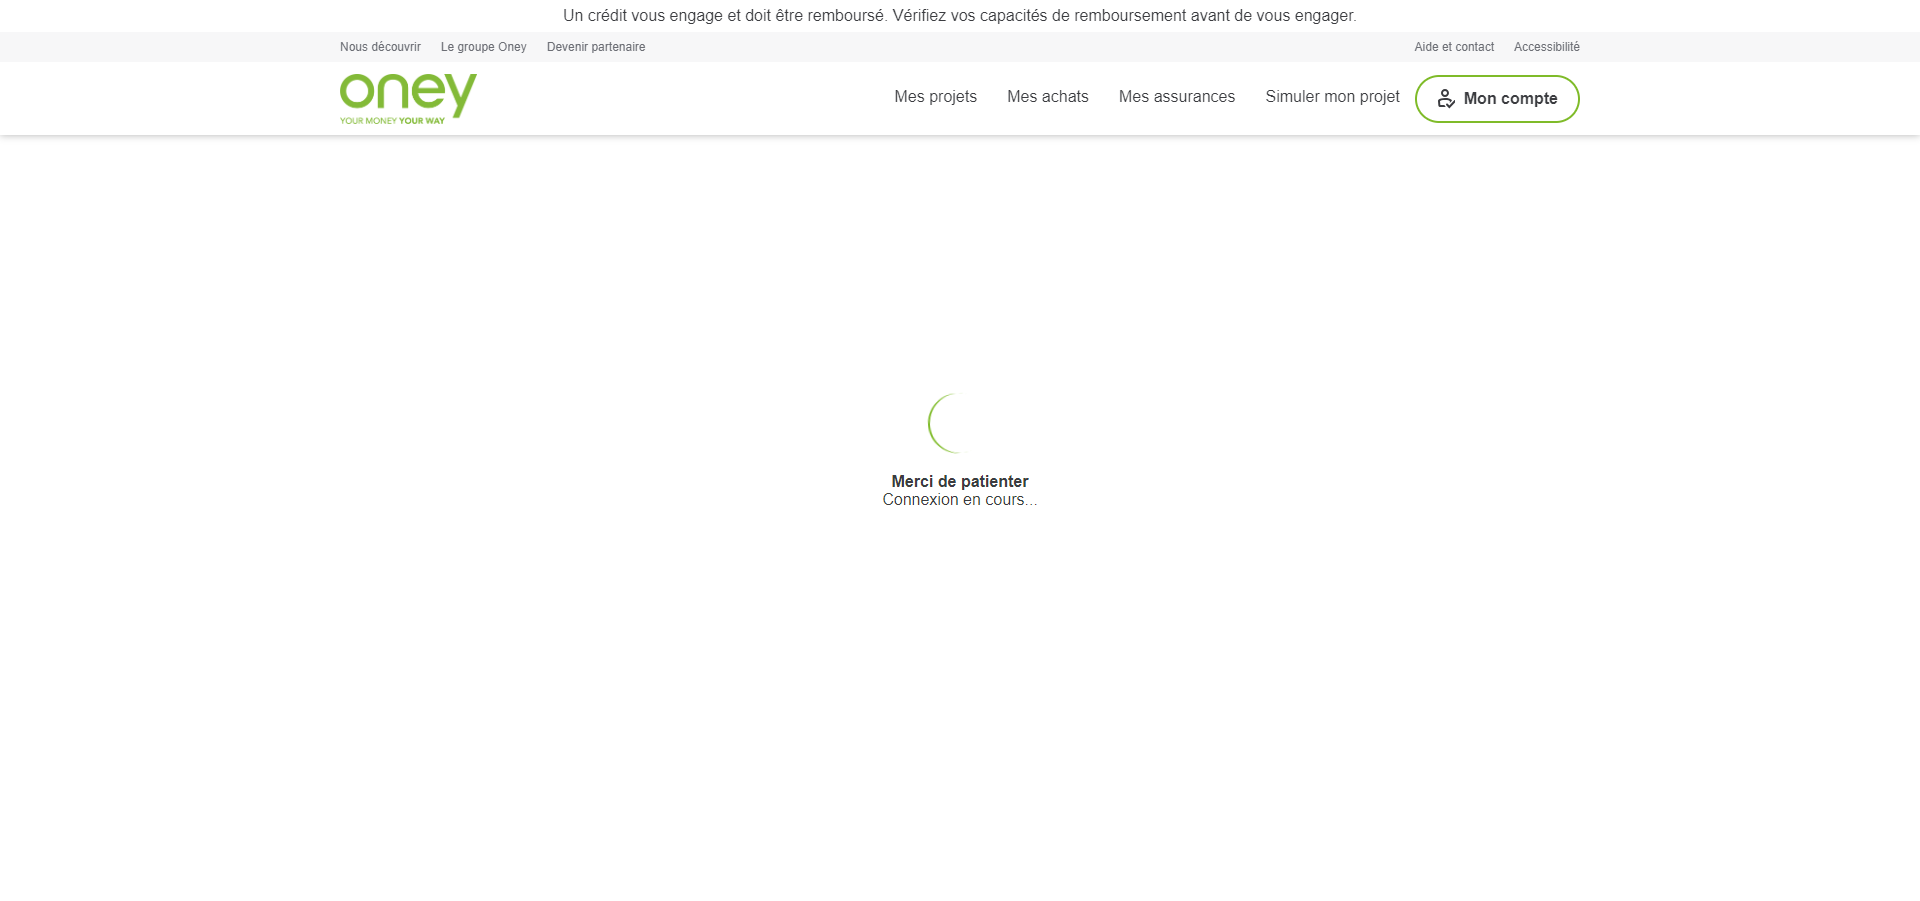 Un crédit vous engage et doit être remboursé. Vérifiez vos capacités de remboursement avant de vous engager.
Nous découvrir Le groupe Oney Devenir partenaire Aide et contact Accessibilité
oney
YOUR MONEY YOUR WAY
Mes projets Mes achats Mes assurances Simuler mon projet Mon compte
Merci de patienter
Connexion en cours...